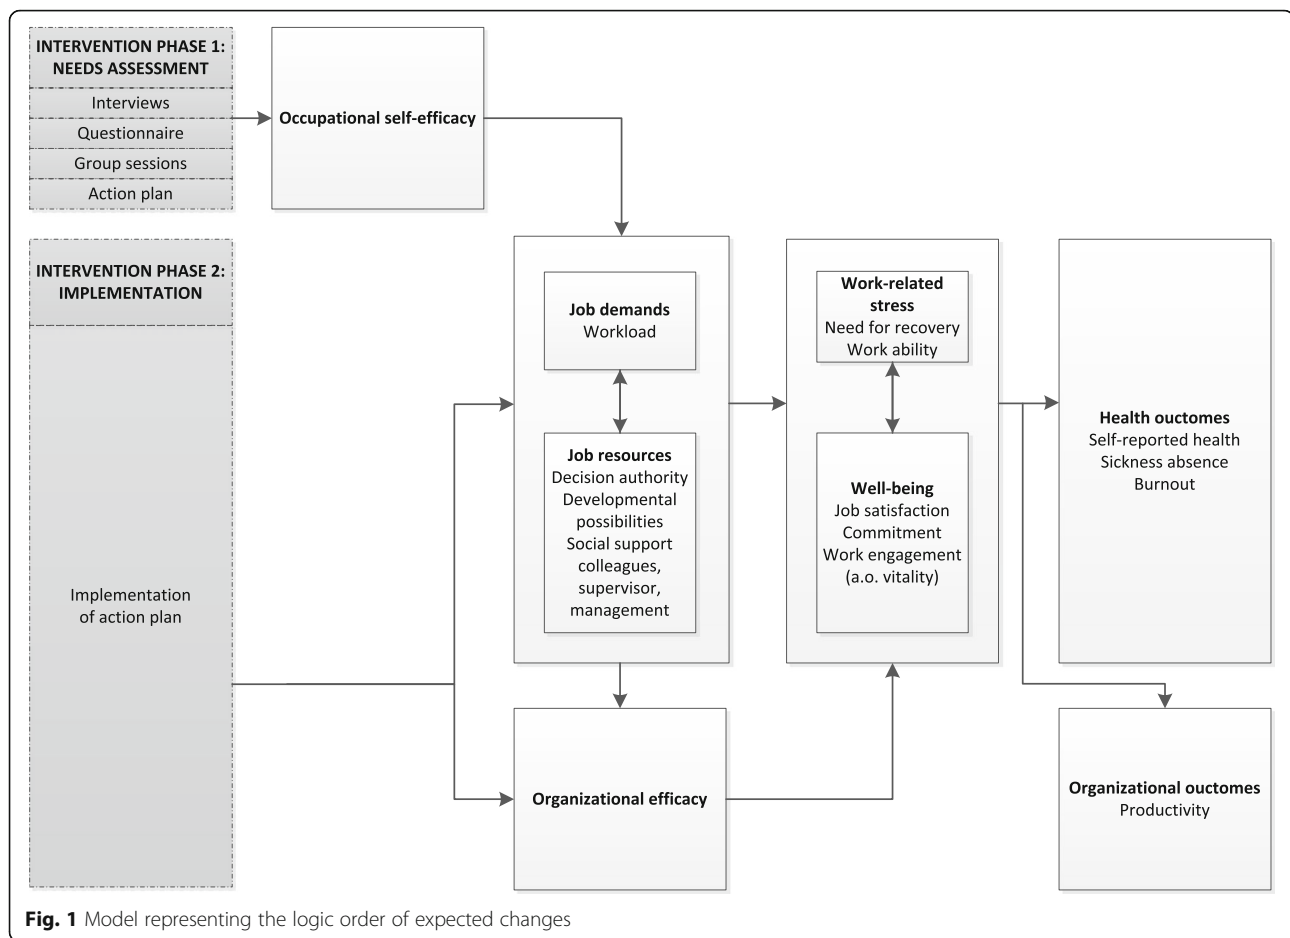 INTERVENTION PHASE 1:
NEEDS ASSESSMENT
Interviews
Questionnaire
Group sessions
Action plan
Occupational self-efficacy
INTERVENTION PHASE 2:
IMPLEMENTATION
Implementation
of action plan
Job demands
Workload
Job resources
Decision authority
Developmental
possibilities
Social support
colleagues,
supervisor,
management
Organizational efficacy
Work-related
stress
Need for recovery
Work ability
Well-being
Job satisfaction
Commitment
Work engagement
(a.o. vitality)
Health ouctomes
Self-reported health
Sickness absence
Burnout
Organizational ouctomes
Productivity
Fig. 1 Model representing the logic order of expected changes